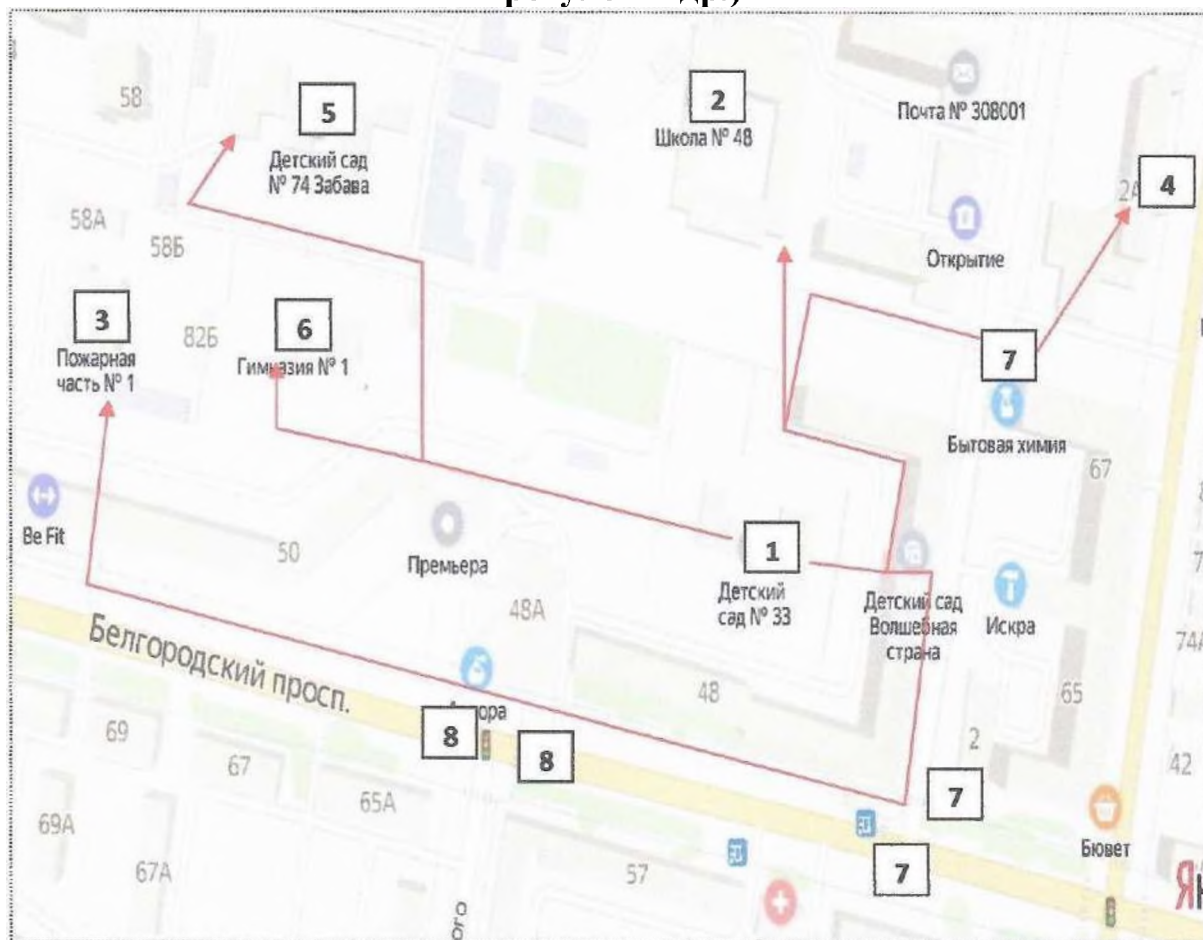 58
5
Детский сад
№ 74 Забава
2
Школа № 48
Почта № 308001
4
58А
58Б
Открытие
3
Пожарная
часть № 1
82Б
6
Гимназия № 1
7
Бытовая химия
67
Be Fit
50
Премьера
1
Детский
сад № 33
Детский сад
Волшебная
страна
Искра
48А
Белгородский просп.
48
65
74А
8
8
69
67
65А
2
7
42
69А
67А
57
7
Бювет